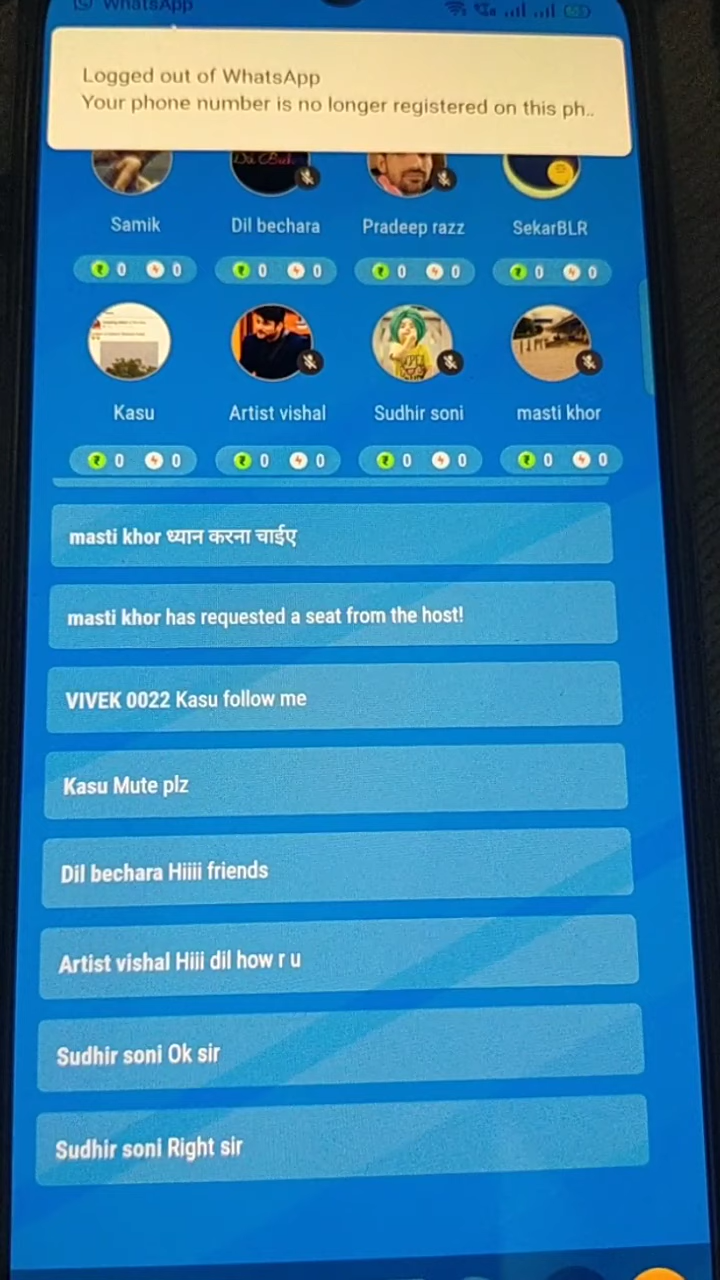 WhatsApp
Logged out of WhatsApp
Your phone number is no longer registered on this ph..
Samik Dil bechara Pradeep razz SekarBLR
0 0 0 0 0 0 0 0
Kasu Artist vishal Sudhir soni masti khor
0 0 0 0 0 0 0 0
masti khor ध्यान करना चाईए
masti khor has requested a seat from the host!
VIVEK 0022 Kasu follow me
Kasu Mute plz
Dil bechara Hiiii friends
Artist vishal Hiii dil how r u
Sudhir soni Ok sir
Sudhir soni Right sir